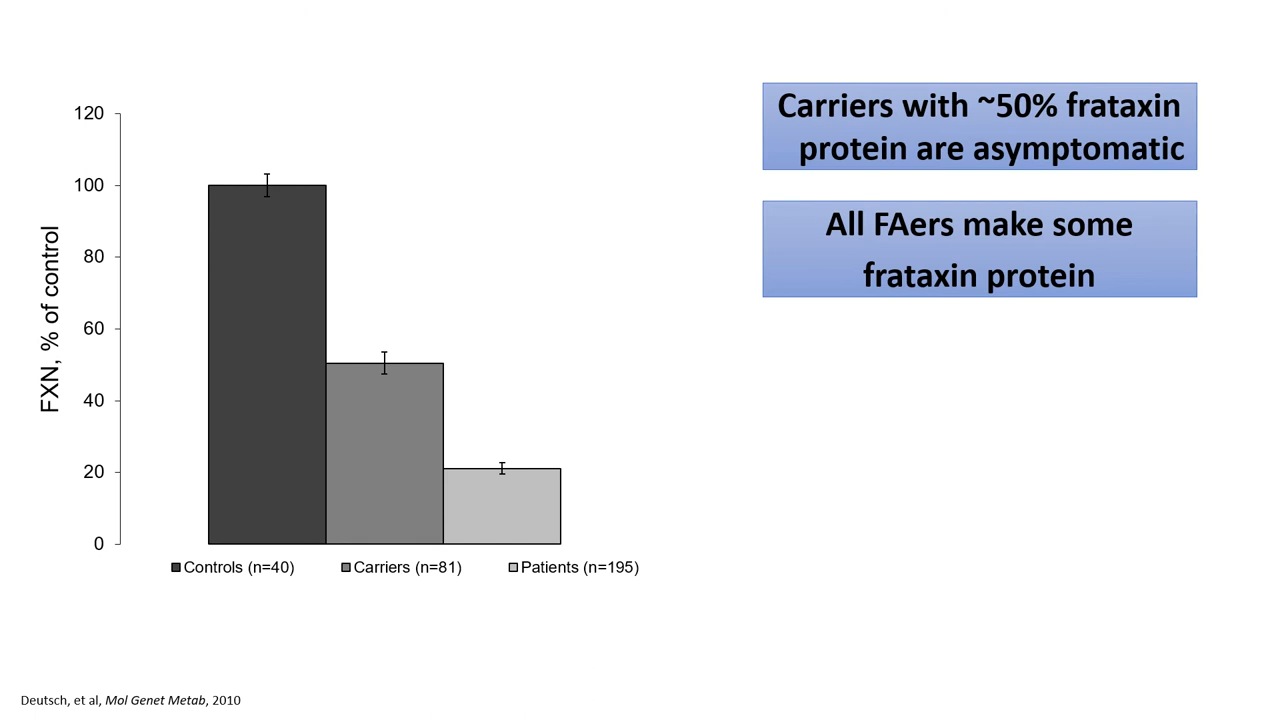 Carriers with ~50% frataxin
protein are asymptomatic
All FAers make some
frataxin protein
FXN, % of control
120
100
80
60
40
20
0
Controls (n=40)
Carriers (n=81)
Patients (n=195)
Deutsch, et al, Mol Genet Metab, 2010